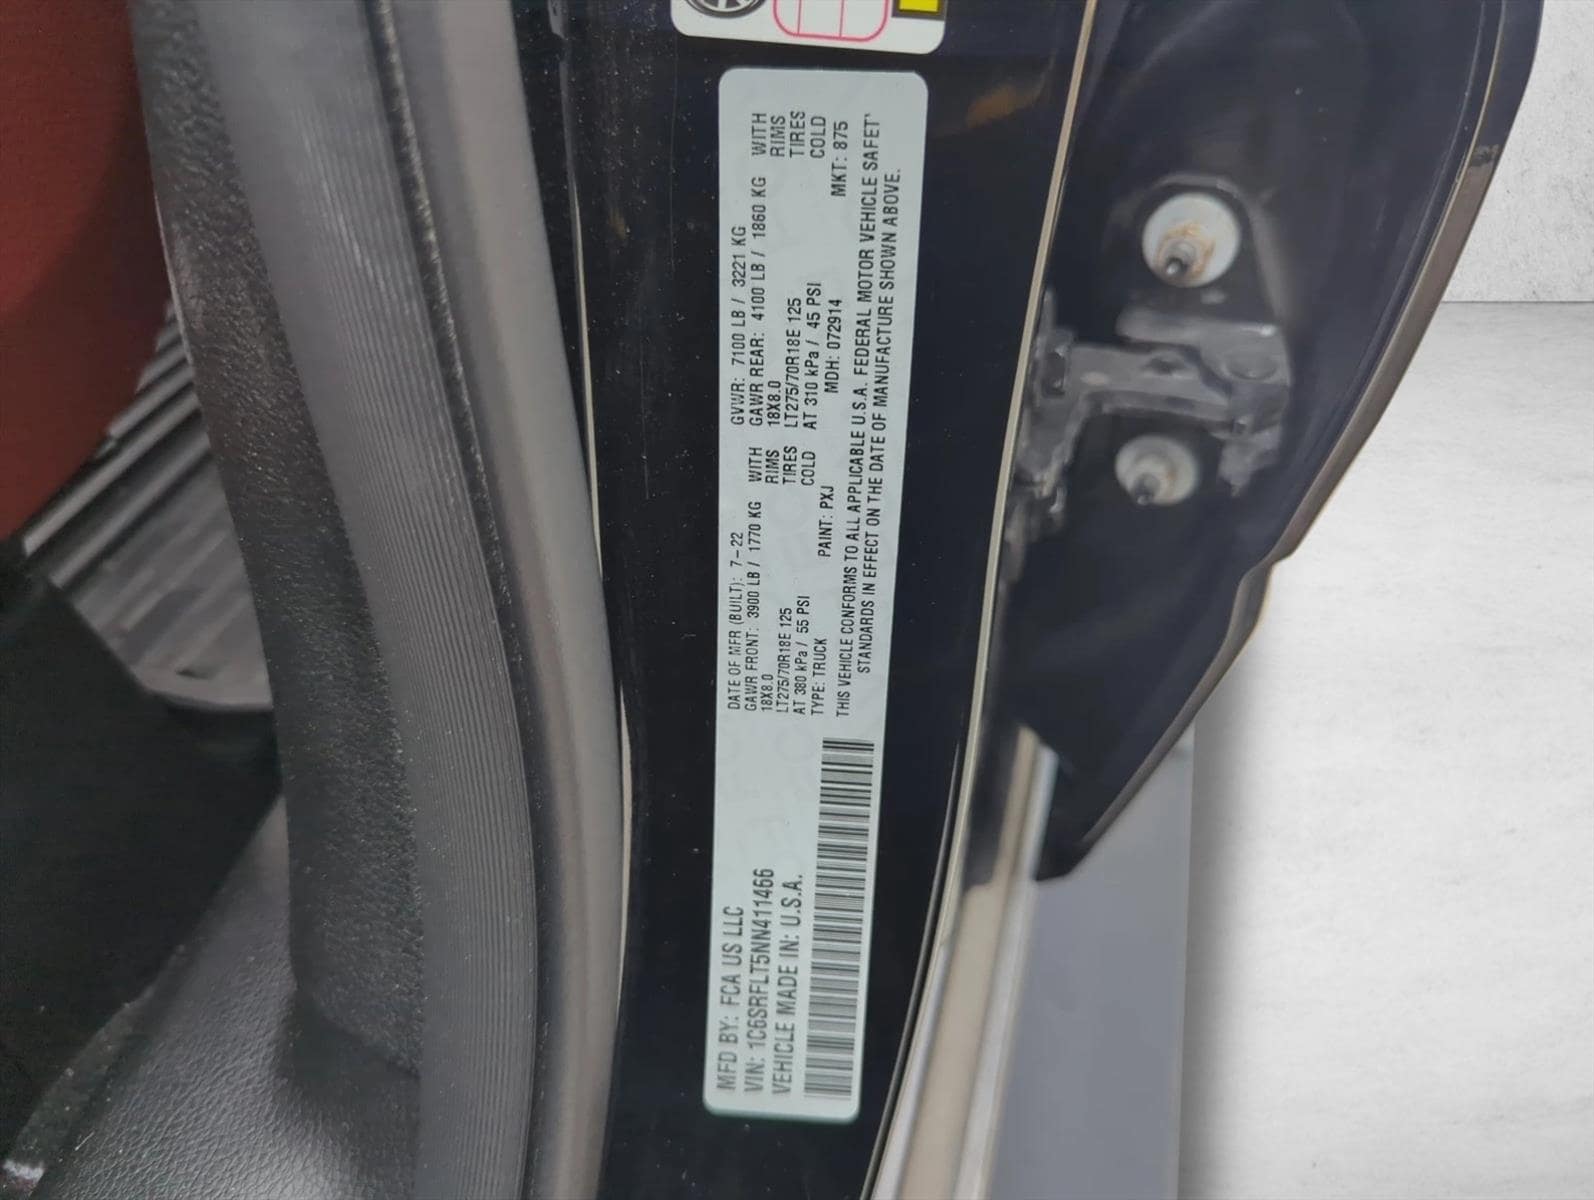 MFD BY: FCA US LLC
VIN: 1C6SRFLT5NN411466
VEHICLE MADE IN: U.S.A.
DATE OF MFR (BUILT): 7-22 GVWR: 7100 LB / 3221 KG
GAWR FRONT: 3900 LB / 1770 KG WITH GAWR REAR: 4100 LB / 1860 KG WITH
18X8.0 RIMS 18X8.0 RIMS
LT275/70R18E 125 TIRES LT275/70R18E 125 TIRES
AT 380 kPa / 55 PSI COLD AT 310 kPa / 45 PSI COLD
TYPE: TRUCK PAINT: PXJ MDH: 072914 MKT: 875
THIS VEHICLE CONFORMS TO ALL APPLICABLE U.S.A. FEDERAL MOTOR VEHICLE SAFETY
STANDARDS IN EFFECT ON THE DATE OF MANUFACTURE SHOWN ABOVE.